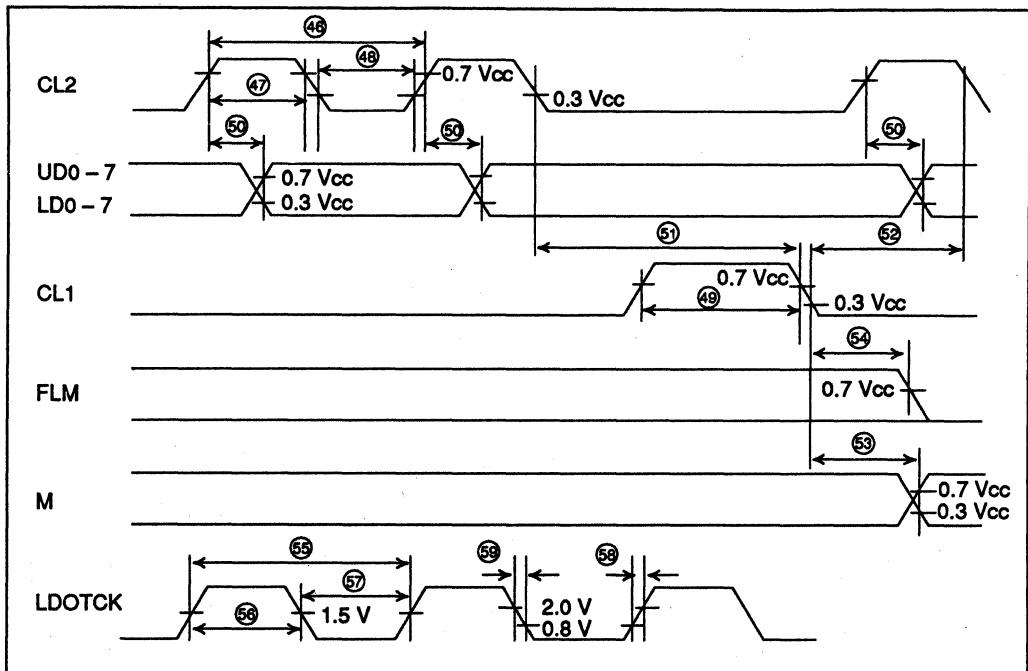 ㊻
㊽
CL2
0.7 Vcc
㊼
0.3 Vcc
㊿ ㊿ ㊿
UD0 – 7
0.7 Vcc
LD0 – 7
0.3 Vcc
51 52
CL1
0.7 Vcc
㊾
0.3 Vcc
54
FLM
0.7 Vcc
53
M
0.7 Vcc
0.3 Vcc
55 59 58
57
LDOTCK
56
1.5 V
2.0 V
0.8 V